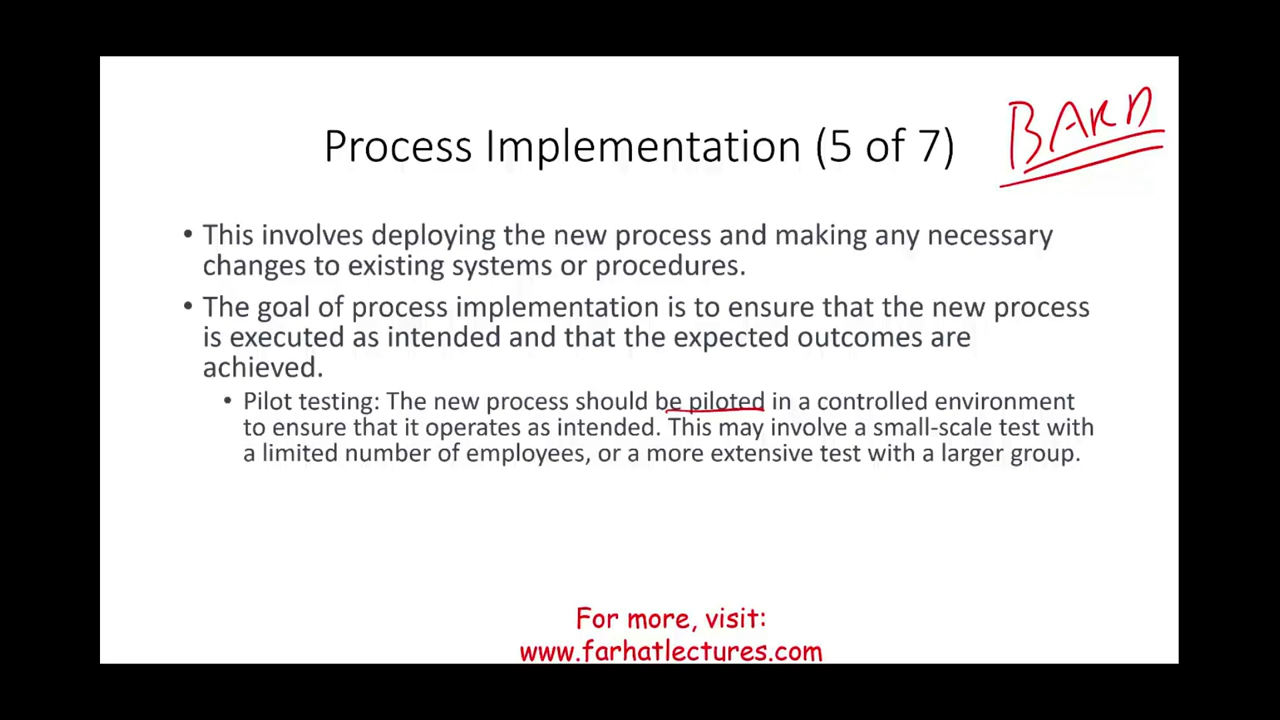 Process Implementation (5 of 7)
BARD
• This involves deploying the new process and making any necessary
changes to existing systems or procedures.
• The goal of process implementation is to ensure that the new process
is executed as intended and that the expected outcomes are
achieved.
• Pilot testing: The new process should be piloted in a controlled environment
to ensure that it operates as intended. This may involve a small-scale test with
a limited number of employees, or a more extensive test with a larger group.
For more, visit:
www.farhatlectures.com